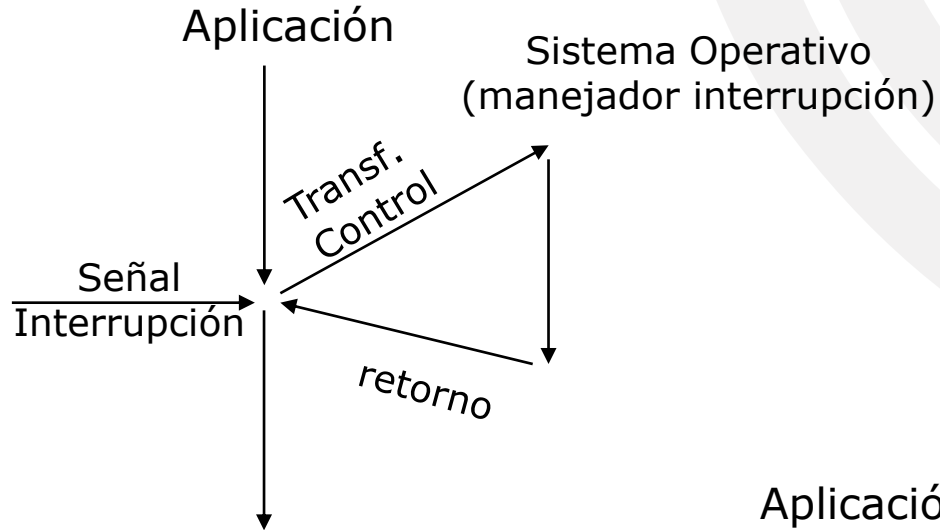 Aplicación
Sistema Operativo
(manejador interrupción)
Transf.
Control
Señal
Interrupción
retorno